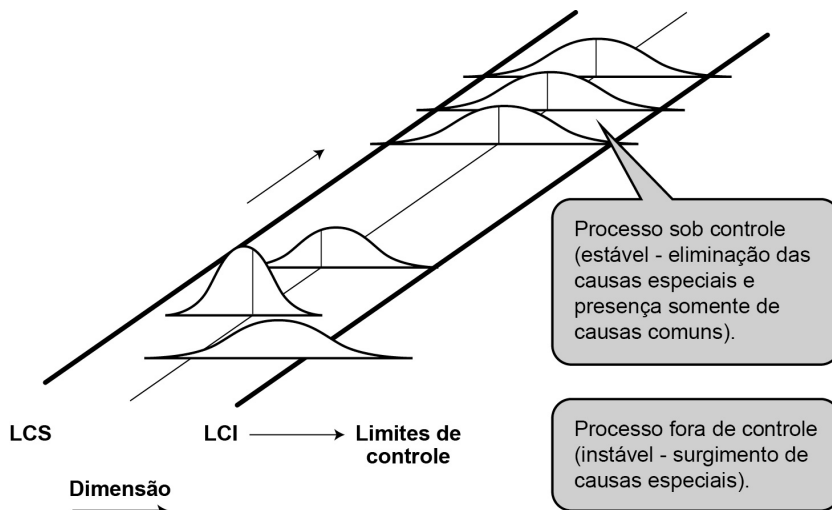 Processo sob controle
(estável - eliminação das
causas especiais e
presença somente de
causas comuns).
LCS
LCI
Limites de
controle
Processo fora de controle
(instável - surgimento de
causas especiais).
Dimensão